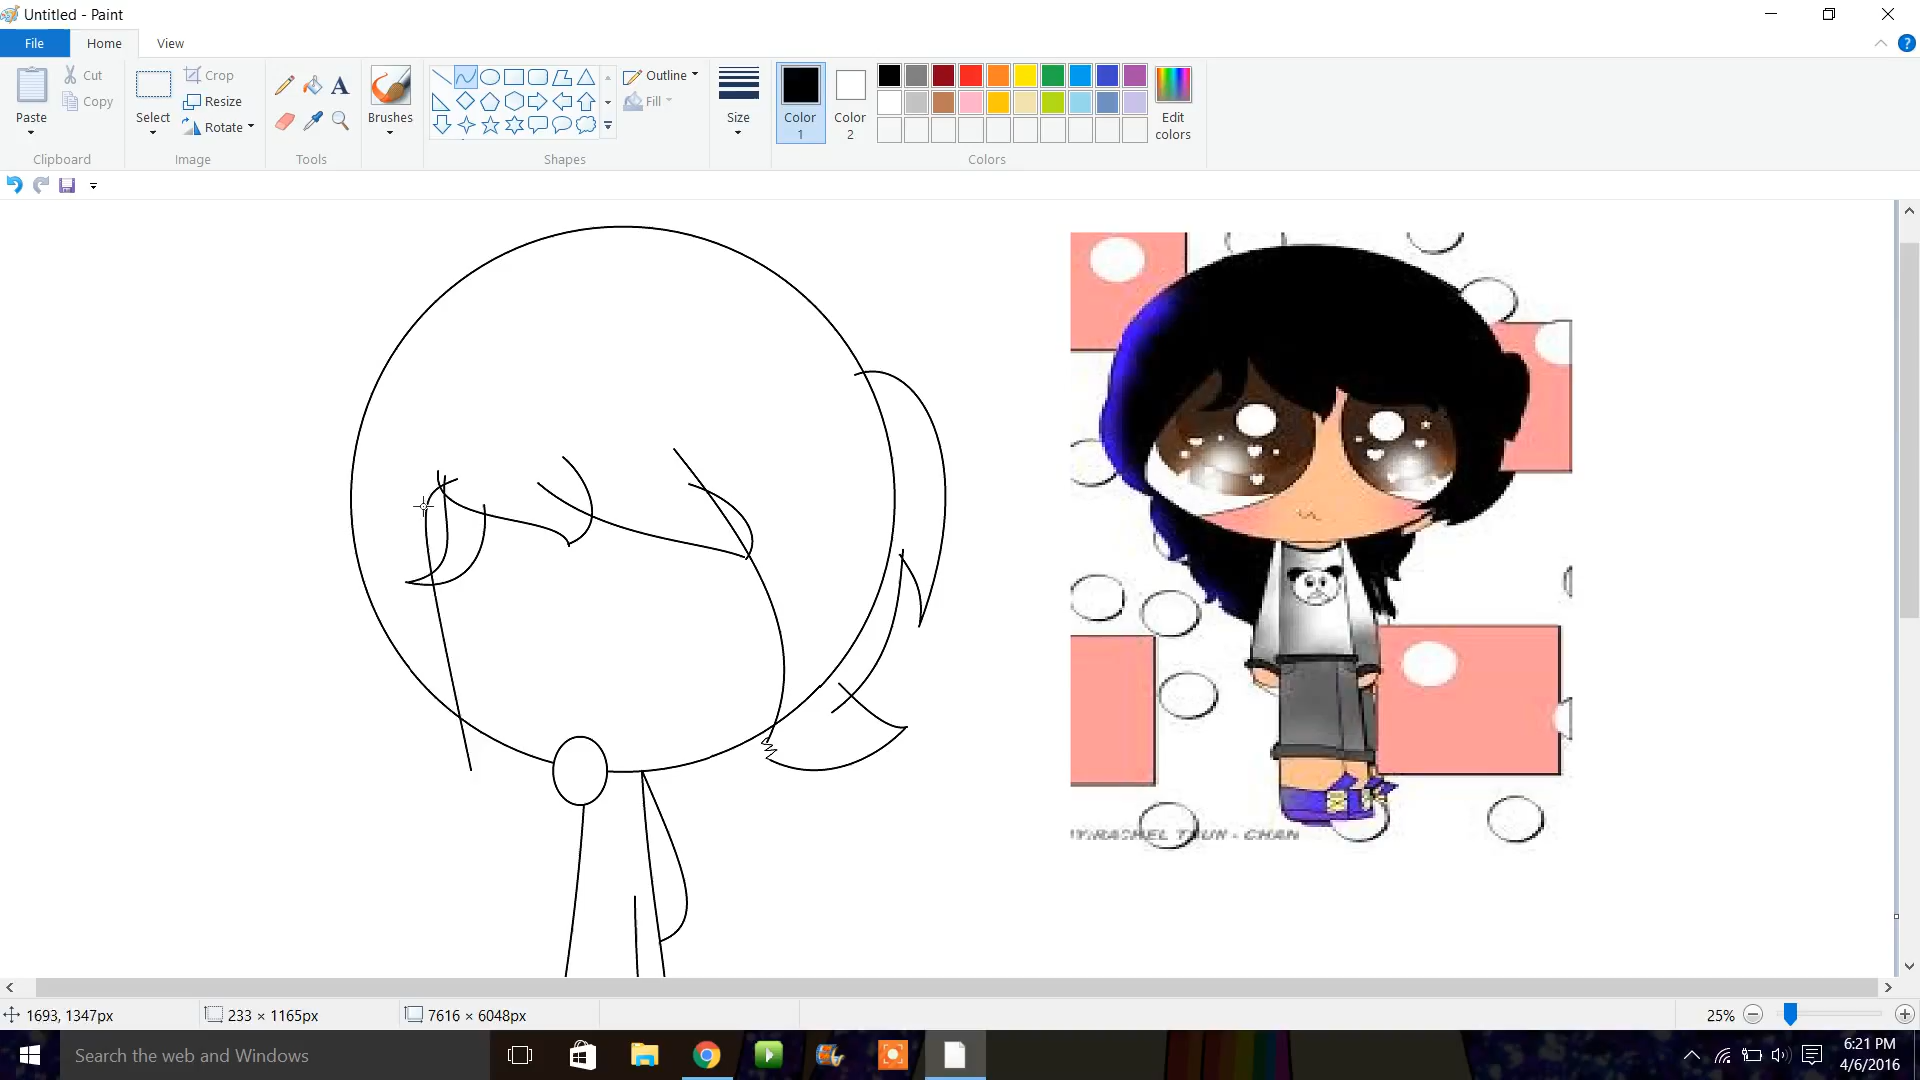 Untitled - Paint
File Home View
Paste
Cut
Copy
Clipboard
Select
Crop
Resize
Rotate
Image
Tools
Brushes
Shapes
Outline
Fill
Size
Color 1
Color 2
Edit colors
Colors
RACHEL - CHAN
1693, 1347px
233 × 1165px
7616 × 6048px
25%
Search the web and Windows
6:21 PM
4/6/2016